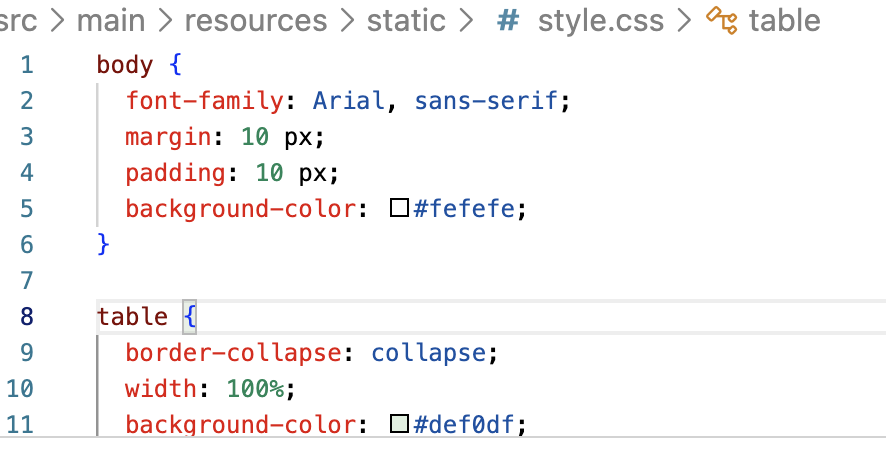 src > main > resources > static > # style.css > table
1 body {
2 font-family: Arial, sans-serif;
3 margin: 10 px;
4 padding: 10 px;
5 background-color: #fefefe;
6 }
7
8 table {
9 border-collapse: collapse;
10 width: 100%;
11 background-color: #def0df;